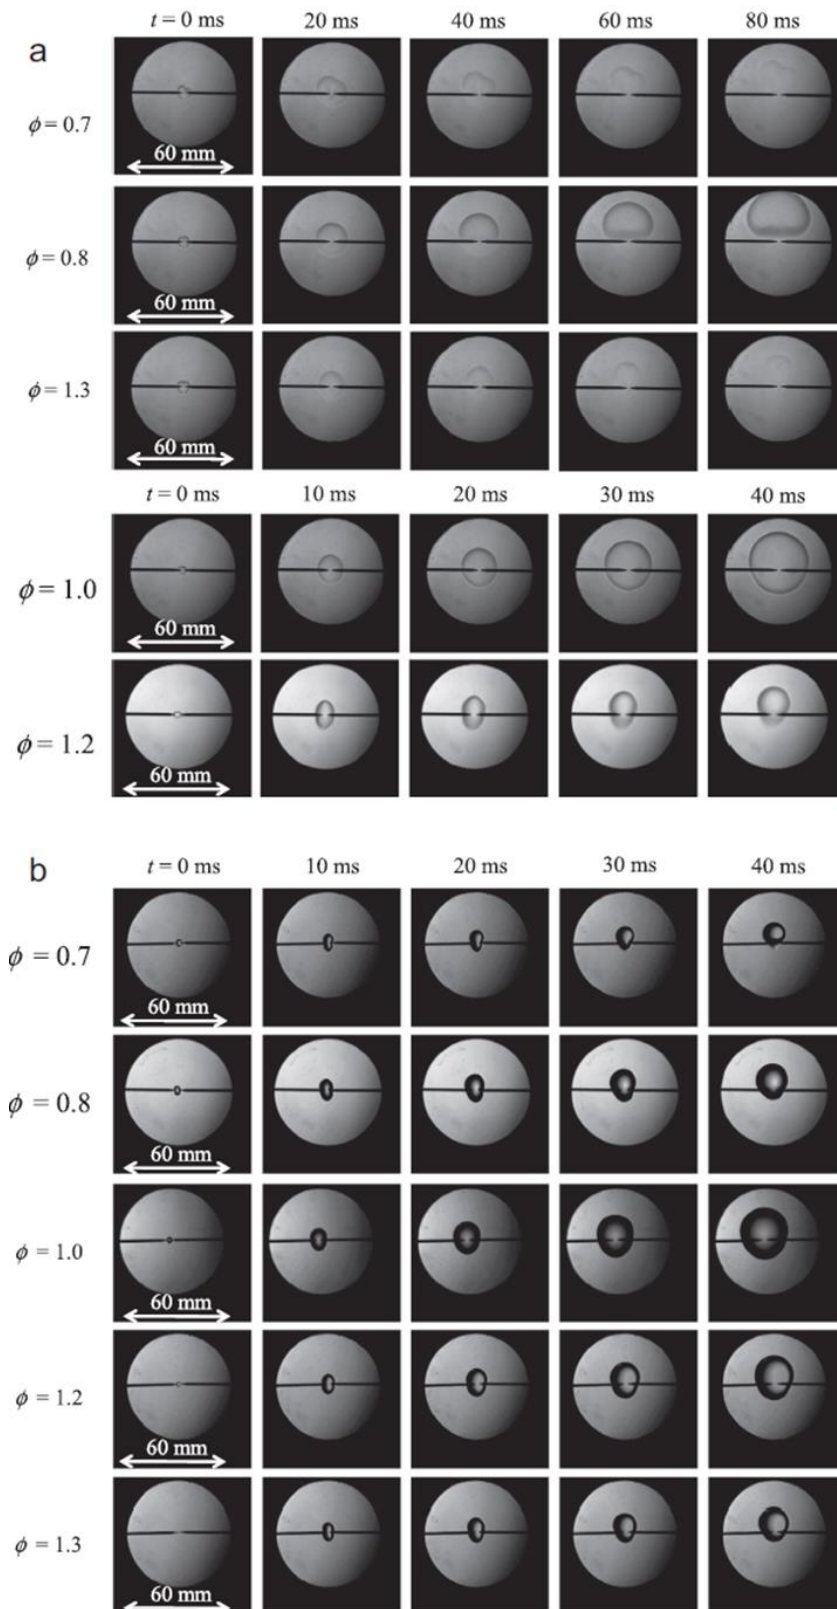 t = 0 ms 20 ms 40 ms 60 ms 80 ms
a
ϕ = 0.7
60 mm
ϕ = 0.8
60 mm
ϕ = 1.3
60 mm
t = 0 ms 10 ms 20 ms 30 ms 40 ms
ϕ = 1.0
60 mm
ϕ = 1.2
60 mm
b
t = 0 ms 10 ms 20 ms 30 ms 40 ms
ϕ = 0.7
60 mm
ϕ = 0.8
60 mm
ϕ = 1.0
60 mm
ϕ = 1.2
60 mm
ϕ = 1.3
60 mm